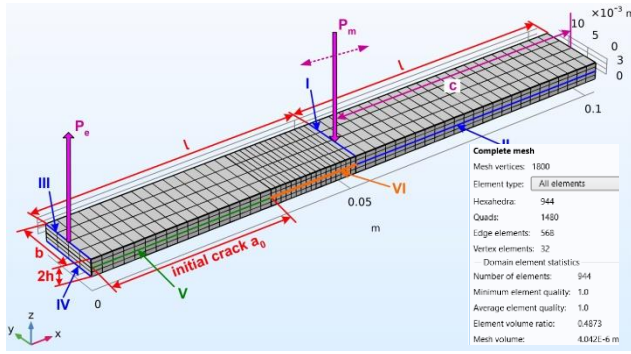 ×10⁻³ m
10
5
0
3
0
Pₘ
l
l
I
c
0.1
Pₑ
III
II
VI
0.05
m
b
2h
initial crack a₀
IV
V
0
z
y
x
Complete mesh
Mesh vertices: 1800
Element type: All elements
Hexahedra: 944
Quads: 1480
Edge elements: 568
Vertex elements: 32
Domain element statistics
Number of elements: 944
Minimum element quality: 1.0
Average element quality: 1.0
Element volume ratio: 0.4873
Mesh volume: 4.042E-6 m